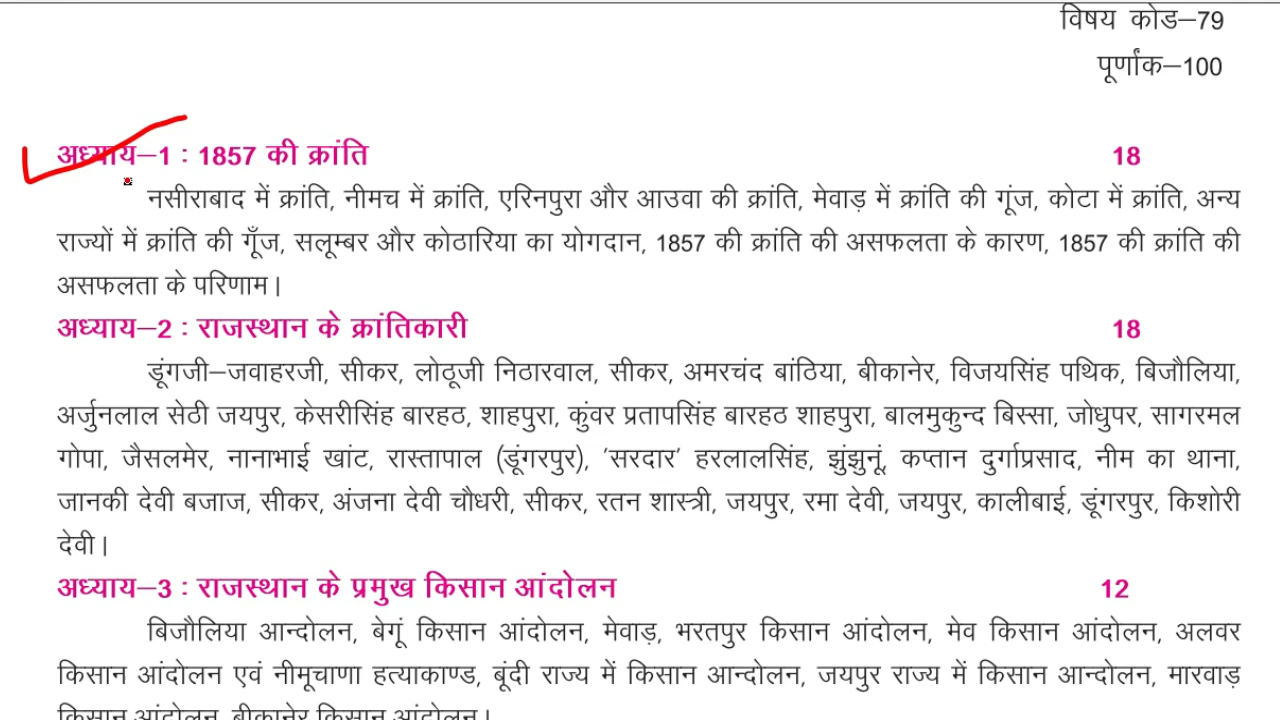 विषय कोड–79
पूर्णांक–100
अध्याय–1 : 1857 की क्रांति 18
नसीराबाद में क्रांति, नीमच में क्रांति, एरिनपुरा और आउवा की क्रांति, मेवाड़ में क्रांति की गूंज, कोटा में क्रांति, अन्य
राज्यों में क्रांति की गूँज, सलूम्बर और कोठारिया का योगदान, 1857 की क्रांति की असफलता के कारण, 1857 की क्रांति की
असफलता के परिणाम।
अध्याय–2 : राजस्थान के क्रांतिकारी 18
डूंगजी–जवाहरजी, सीकर, लोठूजी निठारवाल, सीकर, अमरचंद बांठिया, बीकानेर, विजयसिंह पथिक, बिजौलिया,
अर्जुनलाल सेठी जयपुर, केसरीसिंह बारहठ, शाहपुरा, कुंवर प्रतापसिंह बारहठ शाहपुरा, बालमुकुन्द बिस्सा, जोधुपर, सागरमल
गोपा, जैसलमेर, नानाभाई खांट, रास्तापाल (डूंगरपुर), 'सरदार' हरलालसिंह, झुंझुनूं, कप्तान दुर्गाप्रसाद, नीम का थाना,
जानकी देवी बजाज, सीकर, अंजना देवी चौधरी, सीकर, रतन शास्त्री, जयपुर, रमा देवी, जयपुर, कालीबाई, डूंगरपुर, किशोरी
देवी।
अध्याय–3 : राजस्थान के प्रमुख किसान आंदोलन 12
बिजौलिया आन्दोलन, बेगूं किसान आंदोलन, मेवाड़, भरतपुर किसान आंदोलन, मेव किसान आंदोलन, अलवर
किसान आंदोलन एवं नीमूचाणा हत्याकाण्ड, बूंदी राज्य में किसान आन्दोलन, जयपुर राज्य में किसान आन्दोलन, मारवाड़
किसान आंदोलन, बीकानेर किसान आंदोलन।